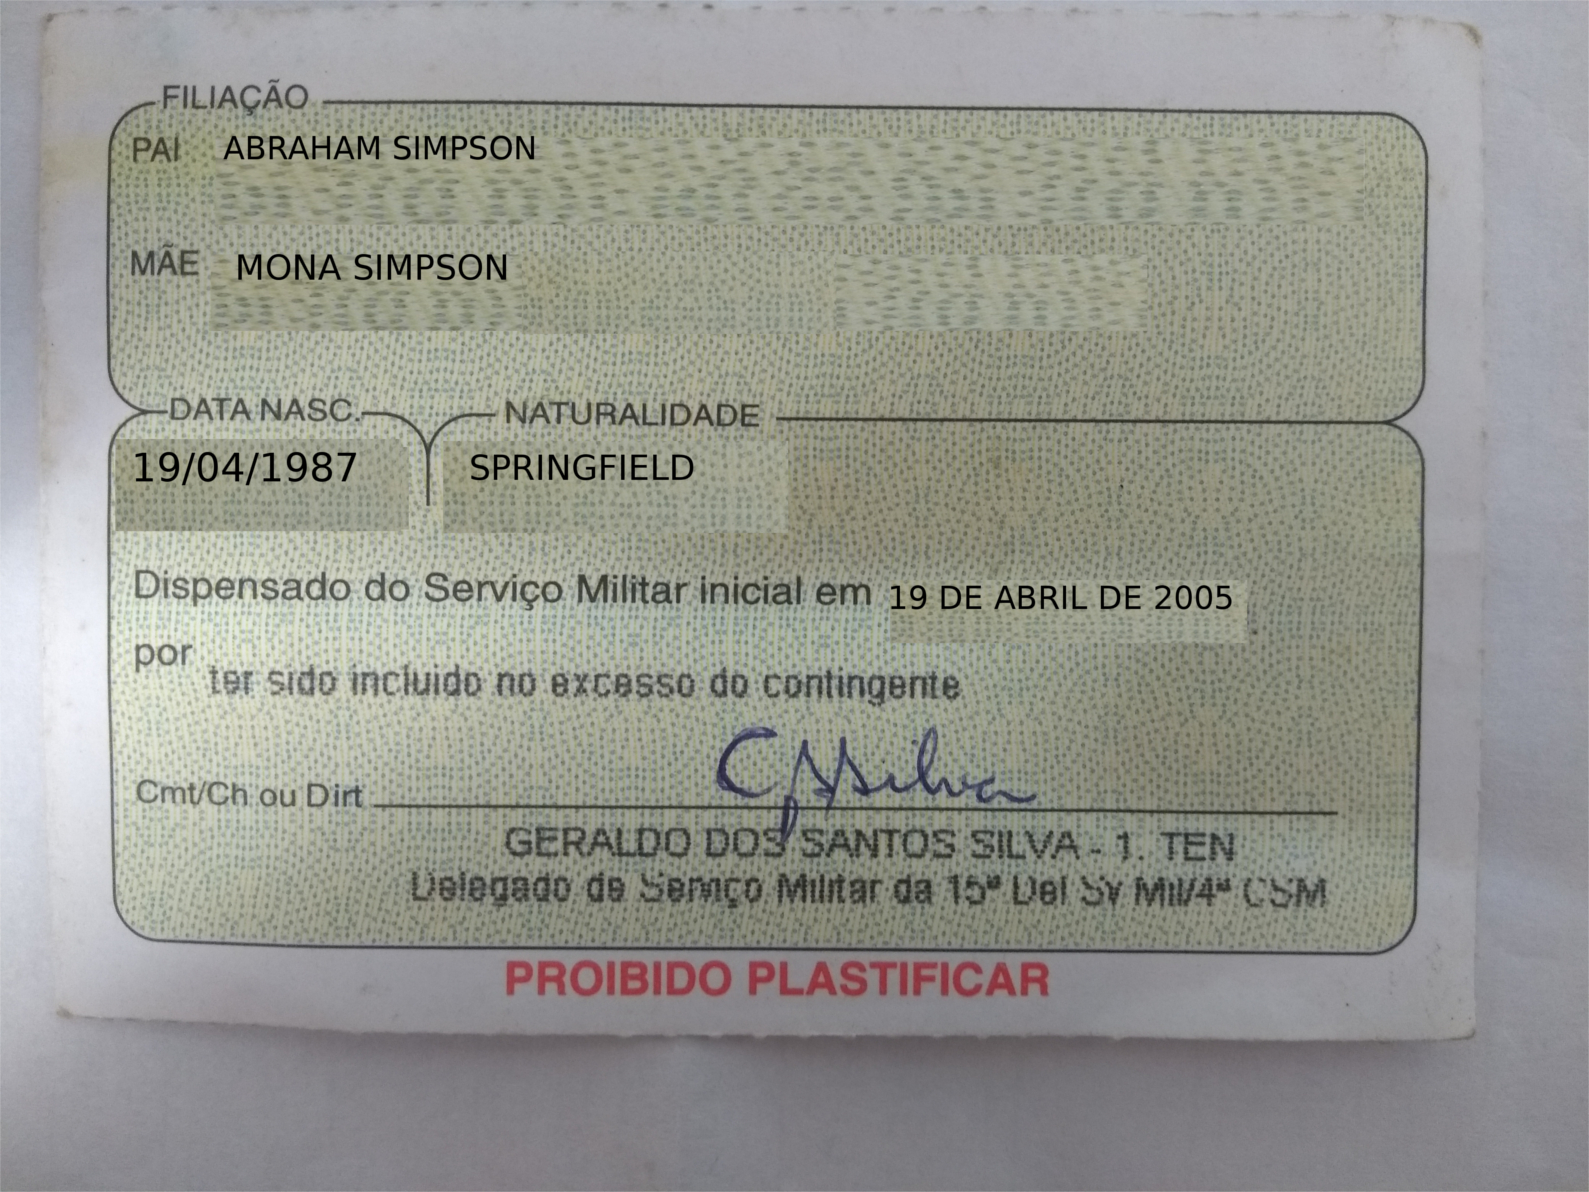 FILIAÇÃO
PAI ABRAHAM SIMPSON
MÃE MONA SIMPSON
DATA NASC. NATURALIDADE
19/04/1987 SPRINGFIELD
Dispensado do Serviço Militar inicial em 19 DE ABRIL DE 2005
por ter sido incluido no excesso do contingente
CSSilva
Cmt/Ch ou Dirt
GERALDO DOS SANTOS SILVA - 1. TEN
Delegado de Serviço Militar da 15ª Del Sv Mil/4ª CSM
PROIBIDO PLASTIFICAR